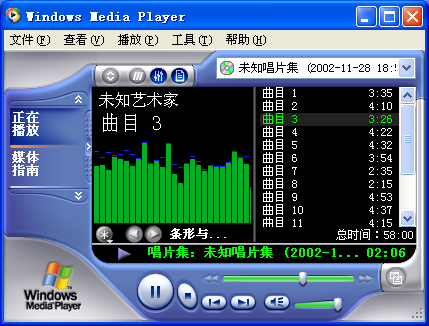 Windows Media Player
文件(F) 查看(V) 播放(P) 工具(T) 帮助(H)
未知唱片集 (2002-11-28 18:5
正在
播放
媒体
指南
未知艺术家
曲目 3
曲目 1 3:35
曲目 2 4:10
曲目 3 3:26
曲目 4 4:22
曲目 5 4:32
曲目 6 3:54
曲目 7 2:35
曲目 8 2:15
曲目 9 4:53
曲目 10 4:37
曲目 11 4:15
条形与...
总时间：58:00
唱片集: 未知唱片集 (2002-1... 02:06
Windows
Media Player